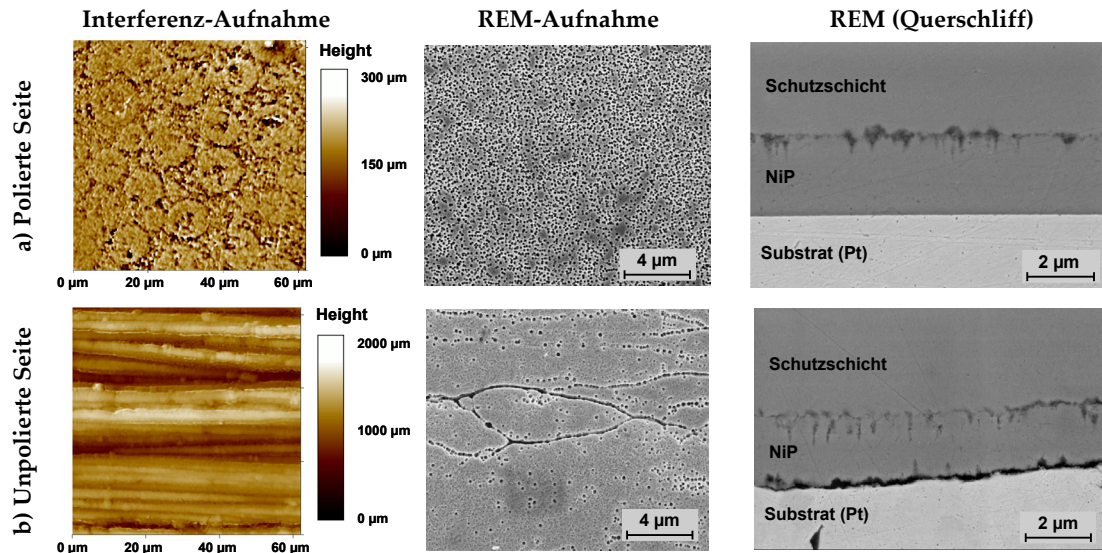 Interferenz-Aufnahme
REM-Aufnahme
REM (Querschliff)
a) Polierte Seite
Height
300 µm
150 µm
0 µm
0 µm 20 µm 40 µm 60 µm
4 µm
Schutzschicht
NiP
Substrat (Pt)
2 µm
b) Unpolierte Seite
Height
2000 µm
1000 µm
0 µm
0 µm 20 µm 40 µm 60 µm
4 µm
Schutzschicht
NiP
Substrat (Pt)
2 µm